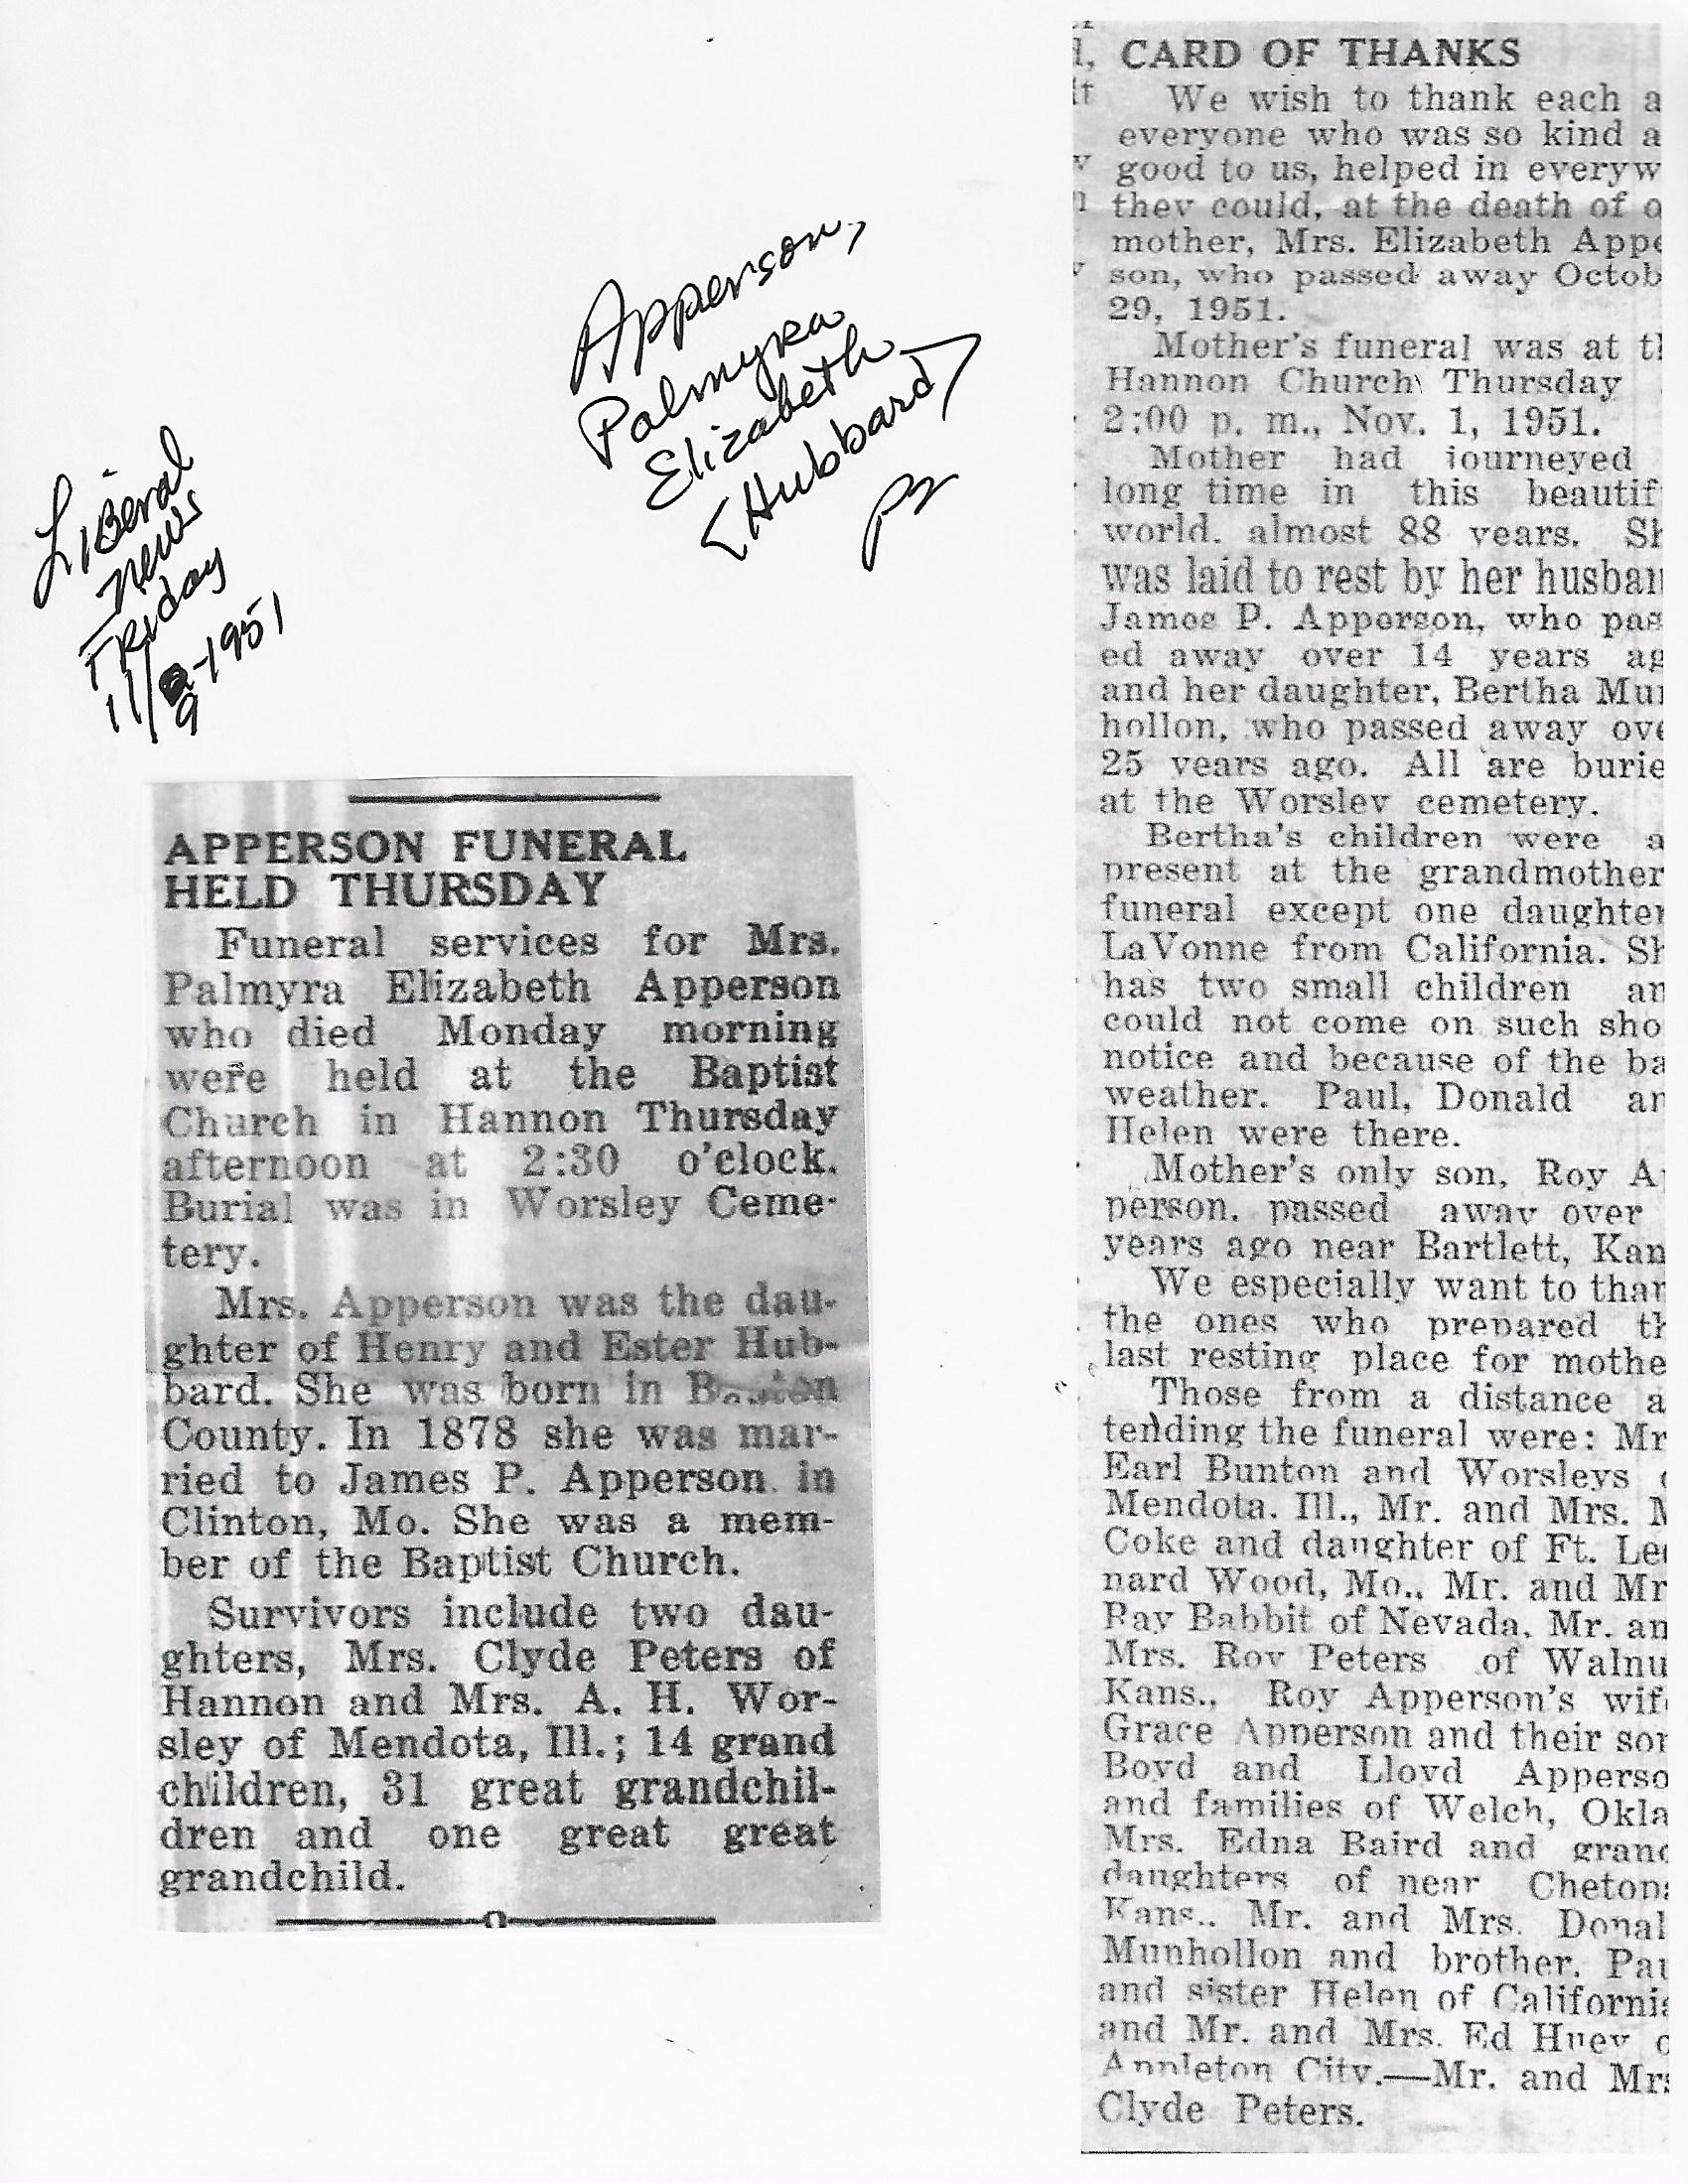 Liberal
News
Friday
11/9-1951
Apperson,
Palmyra
Elizabeth
<Hubbard>
APPERSON FUNERAL
HELD THURSDAY
Funeral services for Mrs.
Palmyra Elizabeth Apperson
who died Monday morning
were held at the Baptist
Church in Hannon Thursday
afternoon at 2:30 o'clock.
Burial was in Worsley Ceme-
tery.
Mrs. Apperson was the dau-
ghter of Henry and Ester Hub-
bard. She was born in
County. In 1878 she was mar-
ried to James P. Apperson in
Clinton, Mo. She was a mem-
ber of the Baptist Church.
Survivors include two dau-
ghters, Mrs. Clyde Peters of
Hannon and Mrs. A. H. Wor-
sley of Mendota, Ill.; 14 grand
children, 31 great grandchil-
dren and one great great
grandchild.
CARD OF THANKS
We wish to thank each a
everyone who was so kind a
good to us, helped in everyw
they could, at the death of o
mother, Mrs. Elizabeth Appe
son, who passed away Octob
29, 1951.
Mother's funeral was at th
Hannon Church Thursday
2:00 p. m., Nov. 1, 1951.
Mother had journeyed
long time in this beautif
world, almost 88 years. Sh
was laid to rest by her husban
James P. Apperson, who pas
ed away over 14 years ag
and her daughter, Bertha Mun
hollon, who passed away ove
25 years ago. All are burie
at the Worsley cemetery.
Bertha's children were a
present at the grandmother
funeral except one daughter
LaVonne from California. Sh
has two small children an
could not come on such sho
notice and because of the ba
weather. Paul, Donald an
Helen were there.
Mother's only son, Roy Ap
person, passed away over
years ago near Bartlett, Kan
We especially want to than
the ones who prepared th
last resting place for mothe
Those from a distance a
tending the funeral were: Mr
Earl Bunton and Worsleys o
Mendota, Ill., Mr. and Mrs. M
Coke and daughter of Ft. Leo
nard Wood, Mo., Mr. and Mr
Ray Babbit of Nevada, Mr. an
Mrs. Roy Peters of Walnu
Kans., Roy Apperson's wife
Grace Apperson and their son
Boyd and Lloyd Apperso
and families of Welch, Okla
Mrs. Edna Baird and grand
daughters of near Chetopa
Kans., Mr. and Mrs. Donal
Munhollon and brother, Pau
and sister Helen of California
and Mr. and Mrs. Ed Huey o
Appleton City.—Mr. and Mrs
Clyde Peters.